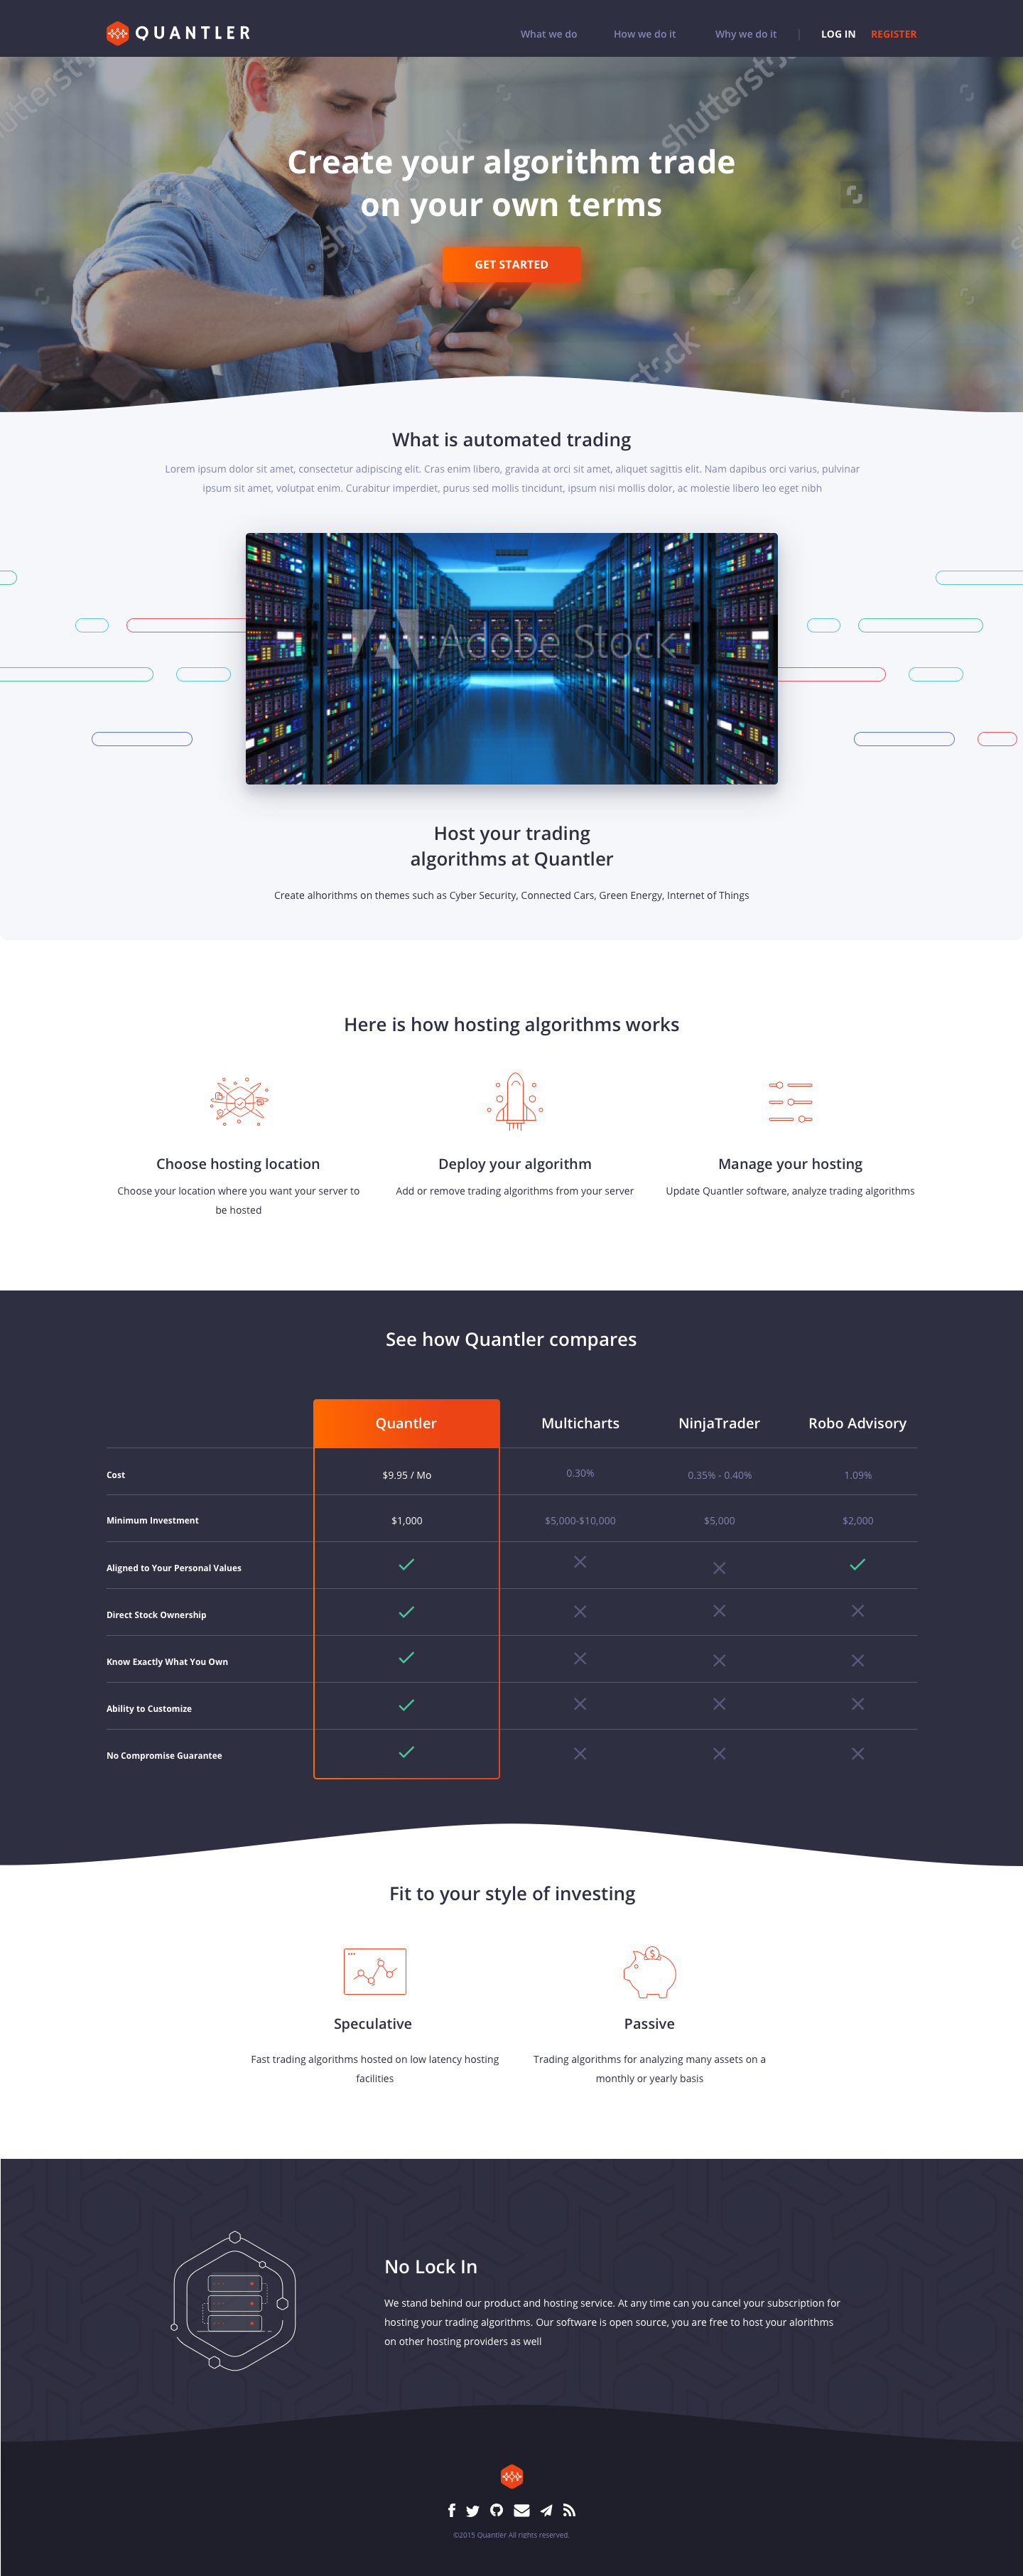 QUANTLER
What we do
How we do it
Why we do it
LOG IN
REGISTER
shutterstock
shutterstock
Create your algorithm trade
on your own terms
GET STARTED
What is automated trading
Lorem ipsum dolor sit amet, consectetur adipiscing elit. Cras enim libero, gravida at orci sit amet, aliquet sagittis elit. Nam dapibus orci varius, pulvinar
ipsum sit amet, volutpat enim. Curabitur imperdiet, purus sed mollis tincidunt, ipsum nisi mollis dolor, ac molestie libero leo eget nibh
Adobe Stock
Host your trading
algorithms at Quantler
Create alhorithms on themes such as Cyber Security, Connected Cars, Green Energy, Internet of Things
Here is how hosting algorithms works
Choose hosting location
Choose your location where you want your server to
be hosted
Deploy your algorithm
Add or remove trading algorithms from your server
Manage your hosting
Update Quantler software, analyze trading algorithms
See how Quantler compares
Quantler Multicharts NinjaTrader Robo Advisory
Cost $9.95 / Mo 0.30% 0.35% - 0.40% 1.09%
Minimum Investment $1,000 $5,000-$10,000 $5,000 $2,000
Aligned to Your Personal Values
Direct Stock Ownership
Know Exactly What You Own
Ability to Customize
No Compromise Guarantee
Fit to your style of investing
Speculative
Fast trading algorithms hosted on low latency hosting
facilities
$
Passive
Trading algorithms for analyzing many assets on a
monthly or yearly basis
No Lock In
We stand behind our product and hosting service. At any time can you cancel your subscription for
hosting your trading algorithms. Our software is open source, you are free to host your alorithms
on other hosting providers as well
©2015 Quantler All rights reserved.